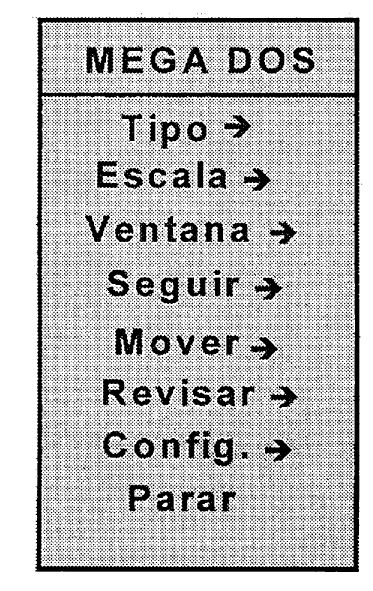 MEGA DOS
Tipo →
Escala →
Ventana →
Seguir →
Mover →
Revisar →
Config. →
Parar